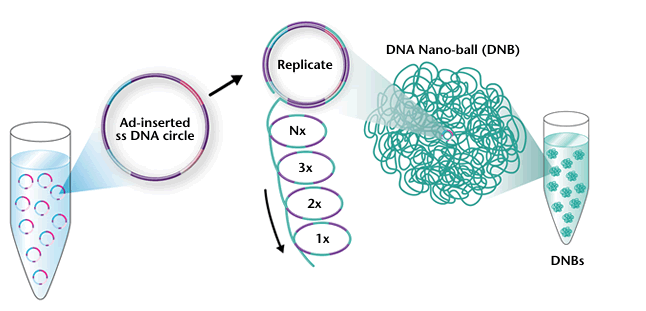 Ad-inserted
ss DNA circle
Replicate
Nx
3x
2x
1x
DNA Nano-ball (DNB)
DNBs